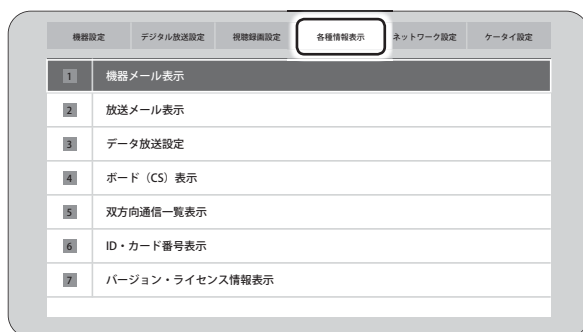 機器設定 デジタル放送設定 視聴録画設定 各種情報表示 ネットワーク設定 ケータイ設定
1 機器メール表示
2 放送メール表示
3 データ放送設定
4 ボード（CS）表示
5 双方向通信一覧表示
6 ID・カード番号表示
7 バージョン・ライセンス情報表示